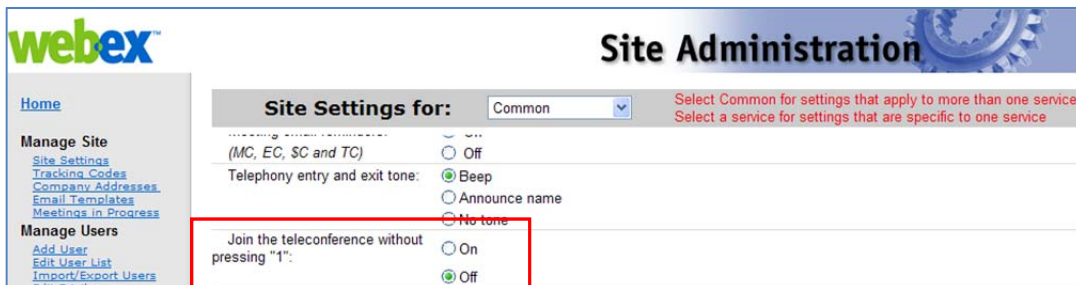 webex™
Site Administration
Home
Site Settings for:
Common
Select Common for settings that apply to more than one service
Select a service for settings that are specific to one service
Manage Site
Site Settings
Tracking Codes
Company Addresses
Email Templates
Meetings in Progress
Manage Users
Add User
Edit User List
Import/Export Users
(MC, EC, SC and TC)
Off
Telephony entry and exit tone:
Beep
Announce name
No tone
Join the teleconference without
pressing "1":
On
Off